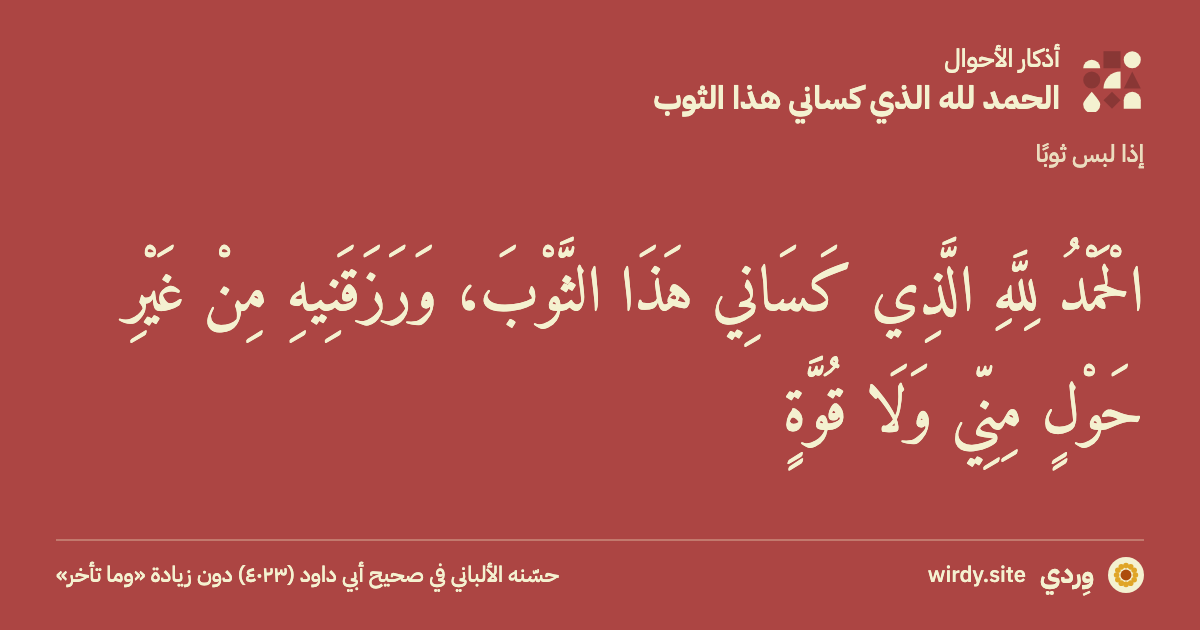 أذكار الأحوال
الحمد لله الذي كساني هذا الثوب
إذا لبس ثوبًا
الْحَمْدُ لِلَّهِ الَّذِي كَسَانِي هَذَا الثَّوْبَ، وَرَزَقَنِيهِ مِنْ غَيْرِ
حَوْلٍ مِنِّي وَلَا قُوَّةٍ
وِردي wirdy.site
حسّنه الألباني في صحيح أبي داود (٤٠٢٣) دون زيادة «وما تأخر»